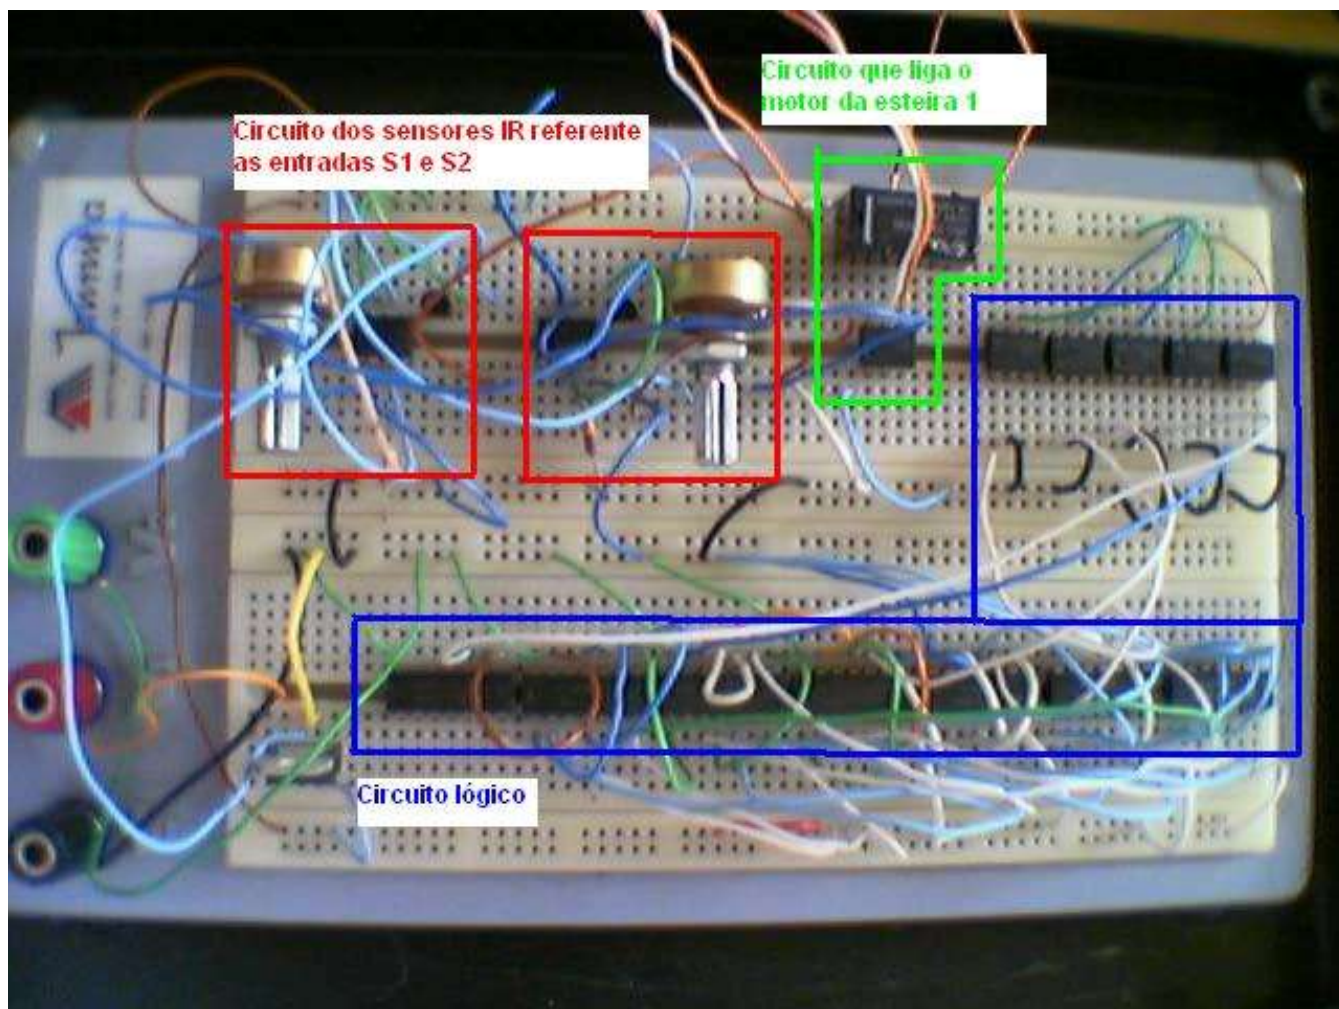 Circuito que liga o
motor da esteira 1
Circuito dos sensores IR referente
as entradas S1 e S2
Circuito lógico